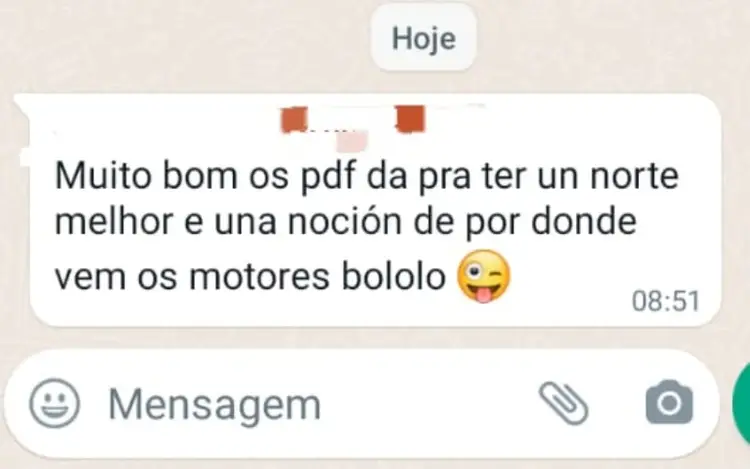 Hoje
Muito bom os pdf da pra ter un norte
melhor e una noción de por donde
vem os motores bololo 😜
08:51
Mensagem